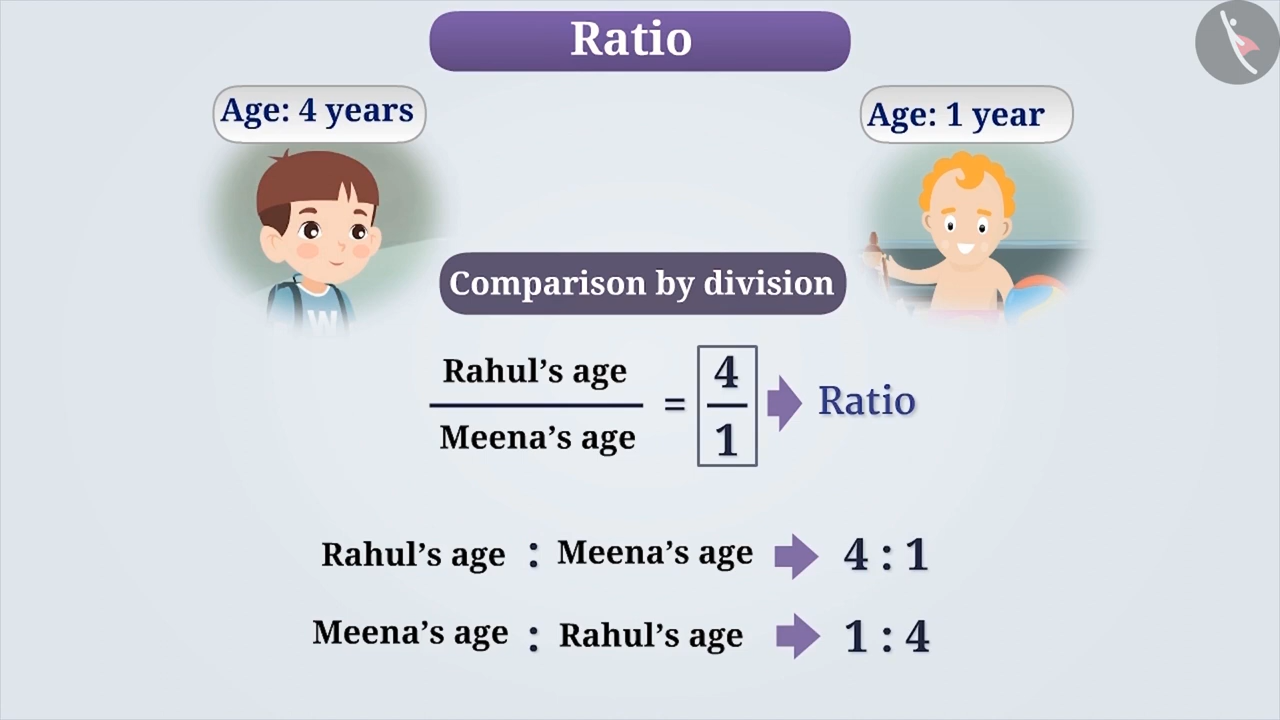 Ratio
Age: 4 years
Age: 1 year
W
Comparison by division
Rahul’s age
Meena’s age
=
4
1
Ratio
Rahul’s age : Meena’s age 4 : 1
Meena’s age : Rahul’s age 1 : 4